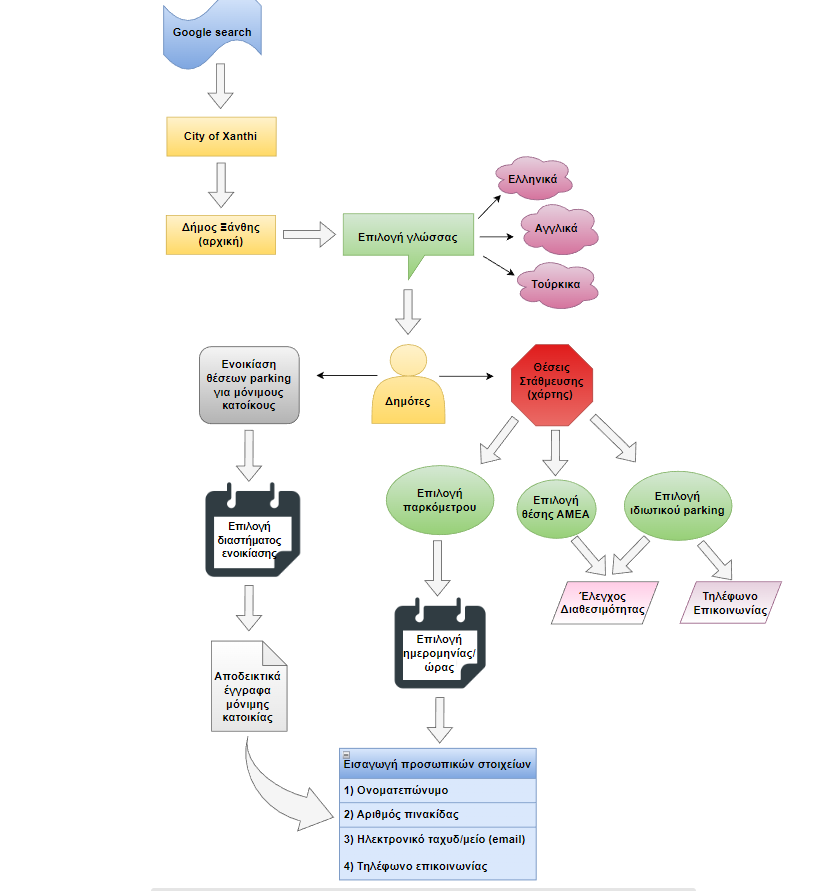 Google search
City of Xanthi
Δήμος Ξάνθης
(αρχική)
Επιλογή γλώσσας
Ελληνικά
Αγγλικά
Τούρκικα
Ενοικίαση
θέσεων parking
για μόνιμους
κατοίκους
Δημότες
Θέσεις
Στάθμευσης
(χάρτης)
Επιλογή
παρκόμετρου
Επιλογή
θέσης ΑΜΕΑ
Επιλογή
ιδιωτικού parking
Επιλογή
διαστήματος
ενοικίασης
Έλεγχος
Διαθεσιμότητας
Τηλέφωνο
Επικοινωνίας
Επιλογή
ημερομηνίας/
ώρας
Αποδεικτικά
έγγραφα
μόνιμης
κατοικίας
Εισαγωγή προσωπικών στοιχείων
1) Ονοματεπώνυμο
2) Αριθμός πινακίδας
3) Ηλεκτρονικό ταχυδ/μείο (email)
4) Τηλέφωνο επικοινωνίας